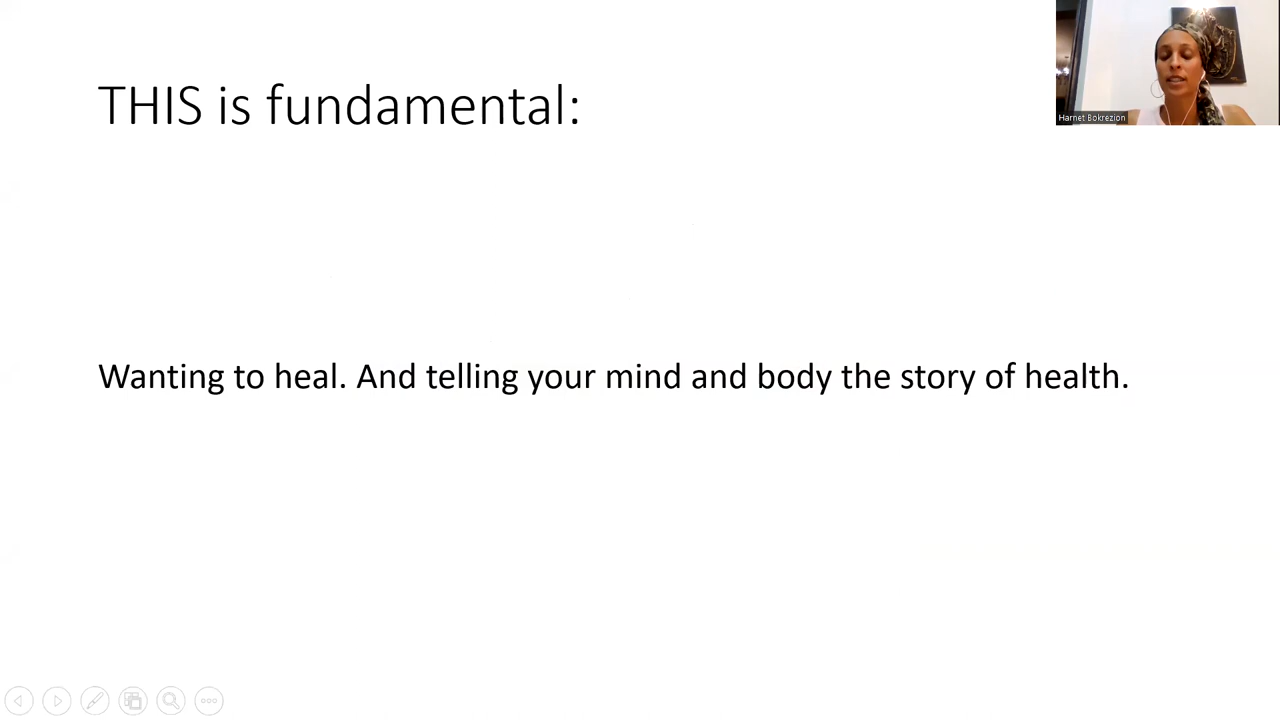 THIS is fundamental:
Harnet Bokrezion
Wanting to heal. And telling your mind and body the story of health.